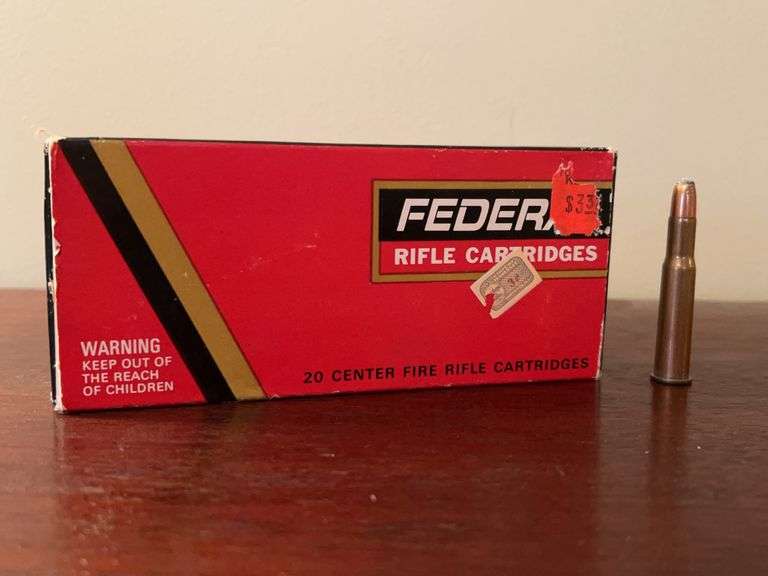 K
$33
FEDERA
RIFLE CARTRIDGES
WARNING
KEEP OUT OF
THE REACH
OF CHILDREN
20 CENTER FIRE RIFLE CARTRIDGES